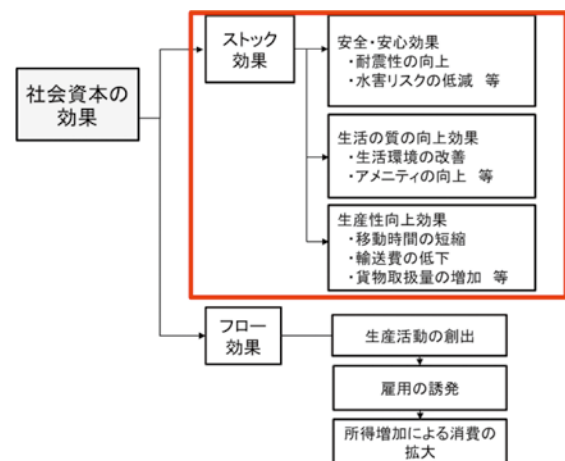 社会資本の
効果
ストック
効果
安全・安心効果
・耐震性の向上
・水害リスクの低減　等
生活の質の向上効果
・生活環境の改善
・アメニティの向上　等
生産性向上効果
・移動時間の短縮
・輸送費の低下
・貨物取扱量の増加　等
フロー
効果
生産活動の創出
雇用の誘発
所得増加による消費の
拡大